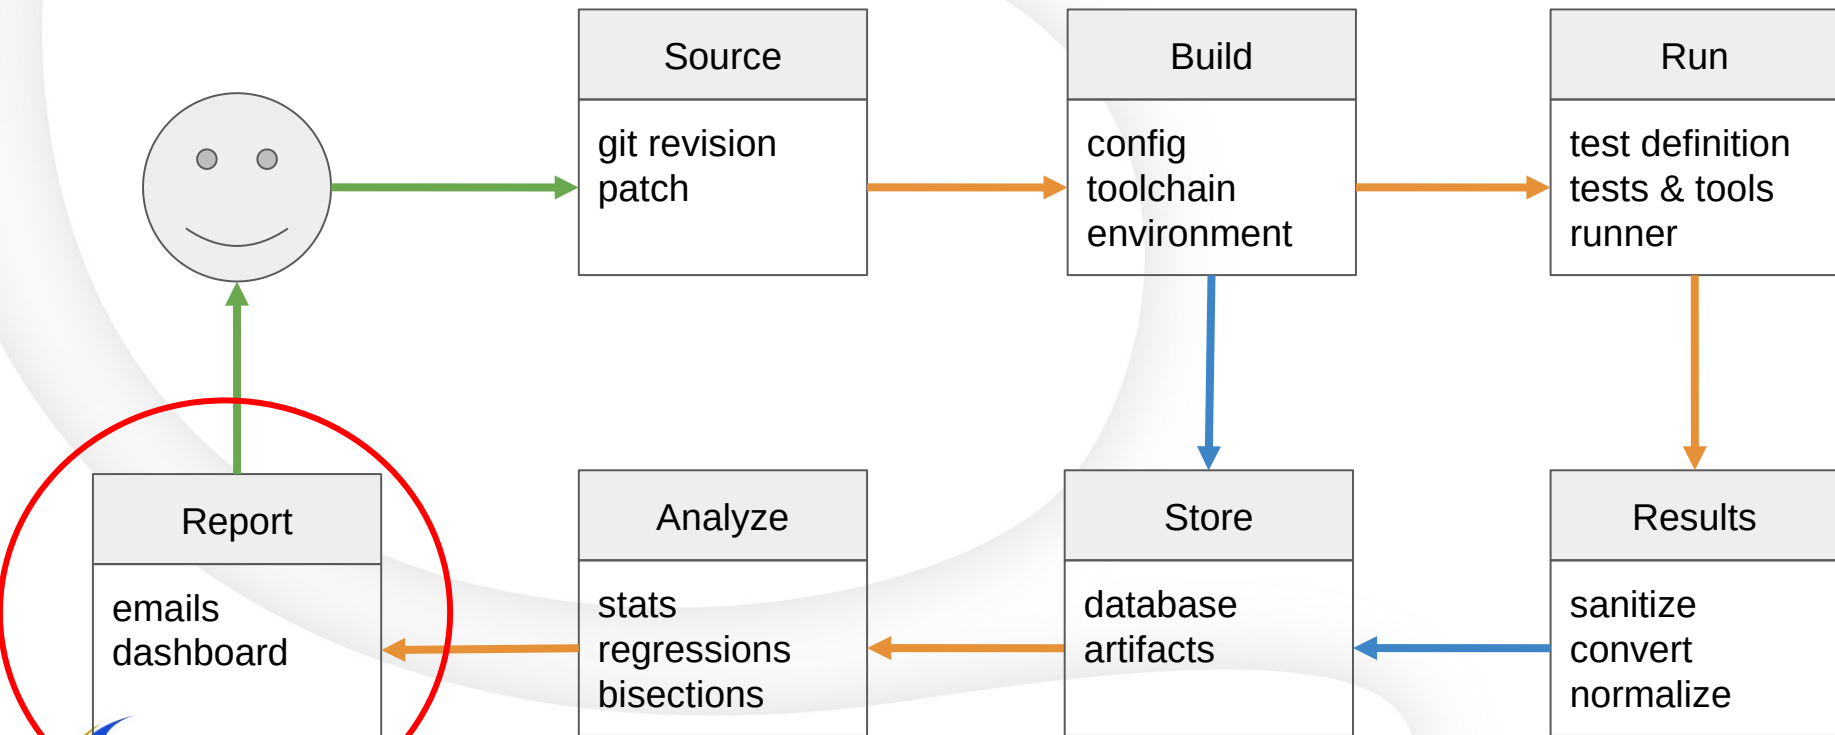 Source
git revision
patch
Build
config
toolchain
environment
Run
test definition
tests & tools
runner
Report
emails
dashboard
Analyze
stats
regressions
bisections
Store
database
artifacts
Results
sanitize
convert
normalize